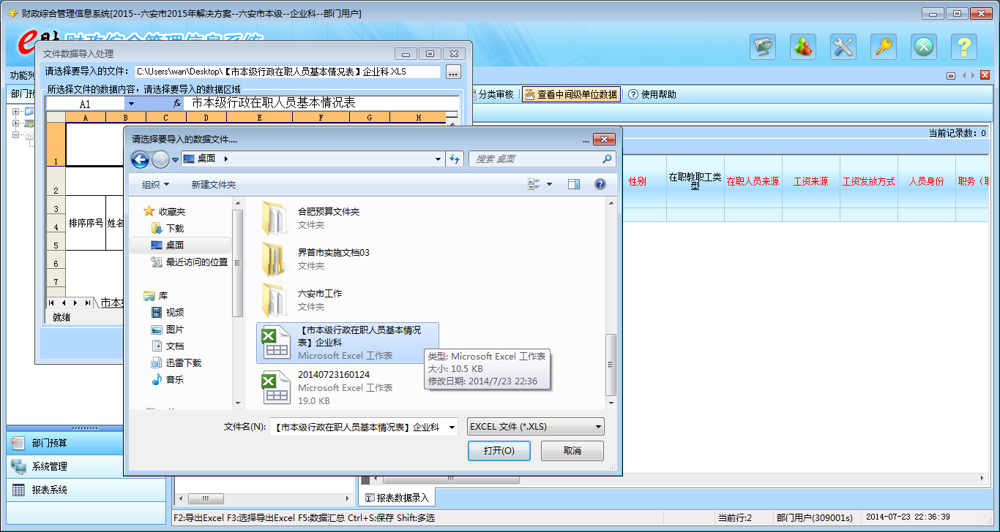 财政综合管理信息系统[2015--六安市2015年解决方案--六安市本级--企业科--部门用户]
文件数据导入处理
请选择要导入的文件:
C:\Users\wan\Desktop\【市本级行政在职人员基本情况表】企业科.XLS
...
所选择文件的数据内容，请选择要导入的数据区域
A1
fx
市本级行政在职人员基本情况表
A B C D E F G H
1
2
3
4
5
6
7
排序序号
就绪
分类审核
查看中间级单位数据
使用帮助
当前记录数: 0
性别
在职教职工类型
在职人员来源
工资来源
工资发放方式
人员身份
请选择要导入的数据文件....
...
桌面
搜索 桌面
组织
新建文件夹
收藏夹
下载
桌面
最近访问的位置
库
视频
图片
文档
迅雷下载
音乐
合肥预算文件夹
文件夹
界首市实施文档03
文件夹
六安市工作
文件夹
【市本级行政在职人员基本情况
表】企业科
Microsoft Excel 工作表
20140723160124
Microsoft Excel 工作表
19.0 KB
类型: Microsoft Excel 工作表
大小: 10.5 KB
修改日期: 2014/7/23 22:36
文件名(N):
【市本级行政在职人员基本情况表】企业科
EXCEL 文件 (*.XLS)
打开(O)
取消
部门预算
系统管理
报表系统
报表数据录入
F2:导出Excel F3:选择导出Excel F5:数据汇总 Ctrl+S:保存 Shift:多选
当前行:2
部门用户(309001s)
2014-07-23 22:36:39